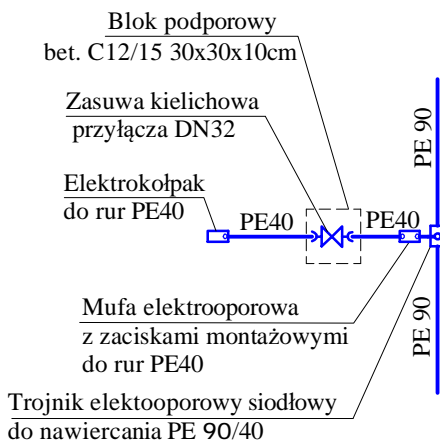 Blok podporowy
bet. C12/15 30x30x10cm
Zasuwa kielichowa
przyłącza DN32
PE 90
Elektrokołpak
do rur PE40
PE40
PE40
Mufa elektrooporowa
z zaciskami montażowymi
do rur PE40
PE 90
Trojnik elektooporowy siodłowy
do nawiercania PE 90/40